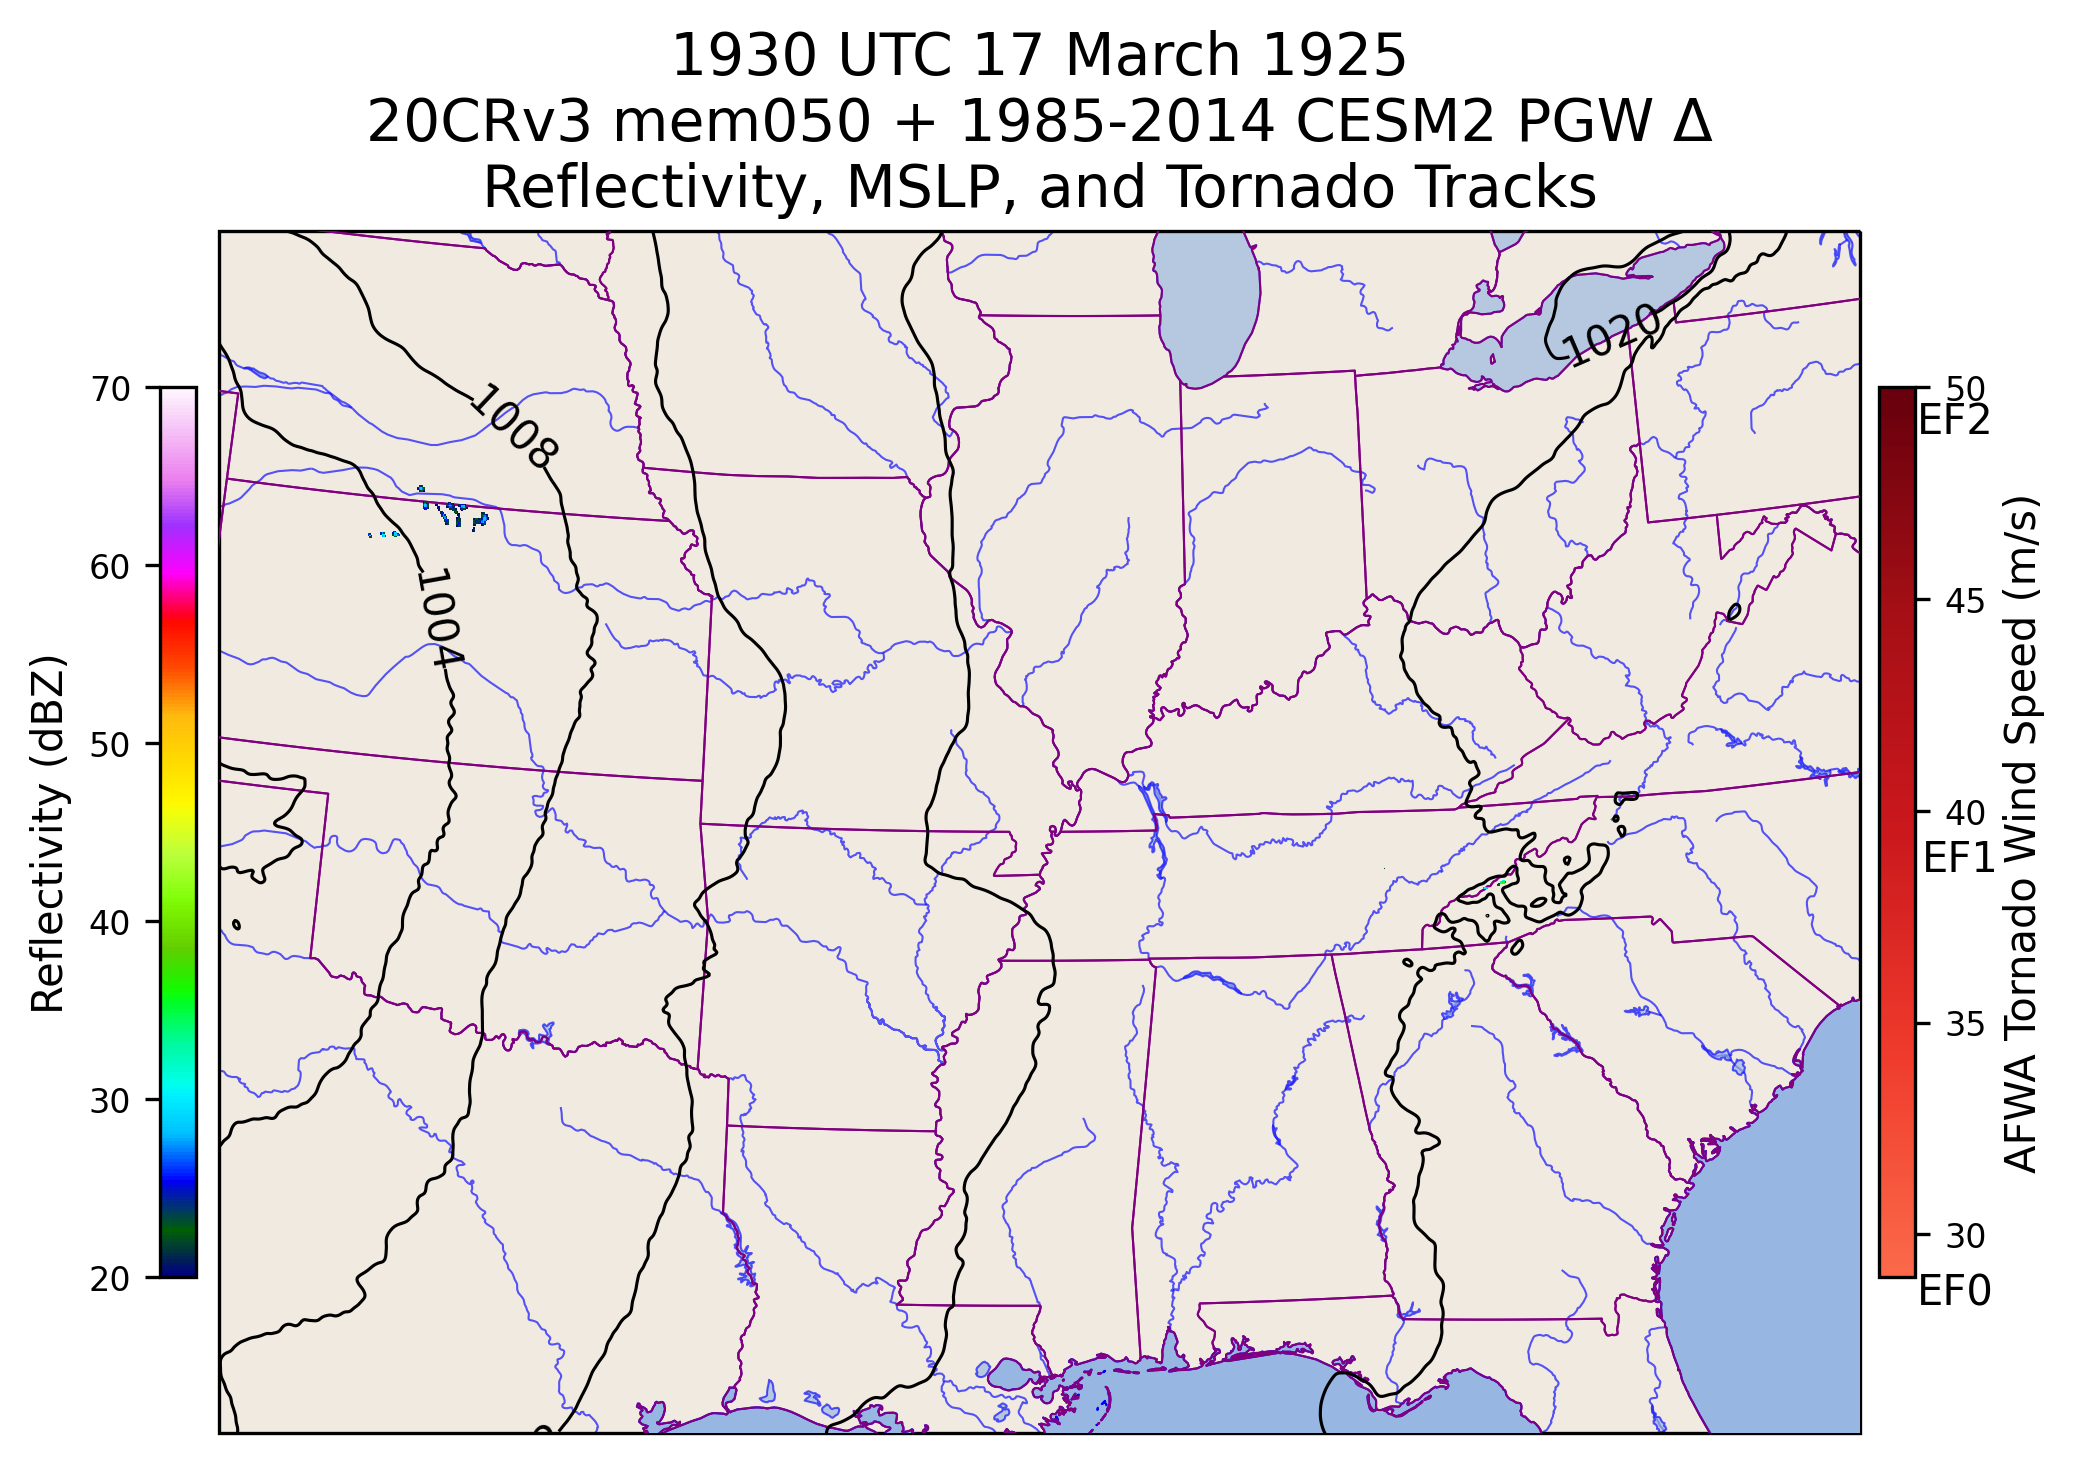 1930 UTC 17 March 1925
20CRv3 mem050 + 1985-2014 CESM2 PGW Δ
Reflectivity, MSLP, and Tornado Tracks
1020
1008
1004
70
60
50
40
30
20
Reflectivity (dBZ)
50
EF2
45
40
EF1
35
30
EF0
AFWA Tornado Wind Speed (m/s)